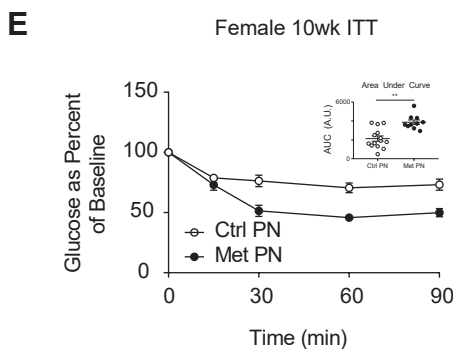 E
Female 10wk ITT
Glucose as Percent
of Baseline
150
100
50
0
0 30 60 90
Time (min)
Ctrl PN
Met PN
Area Under Curve
**
AUC (A.U.)
6000
0
Ctrl PN Met PN